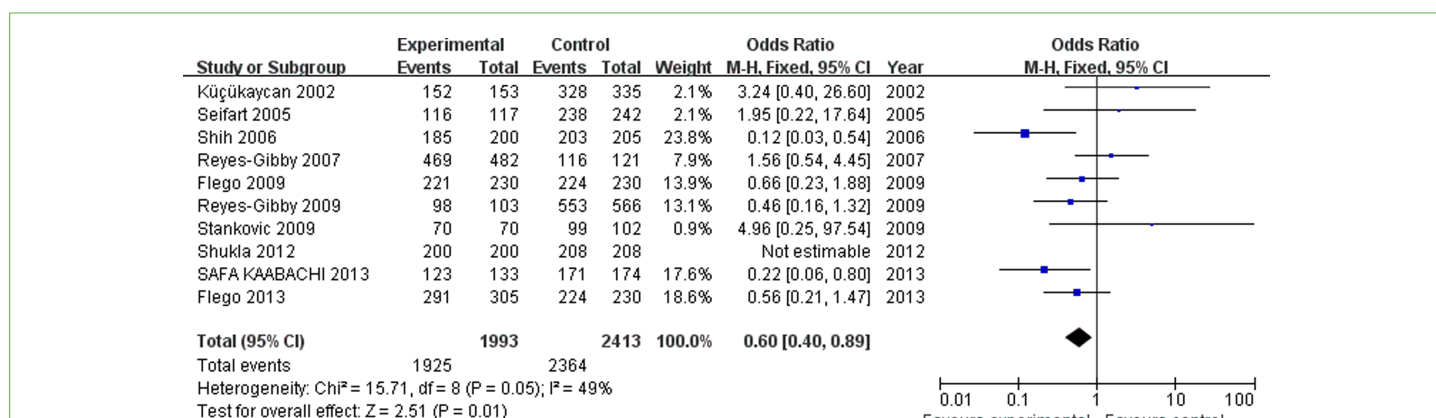 Experimental Control Odds Ratio Odds Ratio
Study or Subgroup Events Total Events Total Weight M-H, Fixed, 95% CI Year M-H, Fixed, 95% CI
Küçükaycan 2002 152 153 328 335 2.1% 3.24 [0.40, 26.60] 2002
Seifart 2005 116 117 238 242 2.1% 1.95 [0.22, 17.64] 2005
Shih 2006 185 200 203 205 23.8% 0.12 [0.03, 0.54] 2006
Reyes-Gibby 2007 469 482 116 121 7.9% 1.56 [0.54, 4.45] 2007
Flego 2009 221 230 224 230 13.9% 0.66 [0.23, 1.88] 2009
Reyes-Gibby 2009 98 103 553 566 13.1% 0.46 [0.16, 1.32] 2009
Stankovic 2009 70 70 99 102 0.9% 4.96 [0.25, 97.54] 2009
Shukla 2012 200 200 208 208 Not estimable 2012
SAFA KAABACHI 2013 123 133 171 174 17.6% 0.22 [0.06, 0.80] 2013
Flego 2013 291 305 224 230 18.6% 0.56 [0.21, 1.47] 2013
Total (95% CI) 1993 2413 100.0% 0.60 [0.40, 0.89]
Total events 1925 2364
Heterogeneity: Chi² = 15.71, df = 8 (P = 0.05); I² = 49%
Test for overall effect: Z = 2.51 (P = 0.01)
0.01 0.1 1 10 100
Favours experimental Favours control